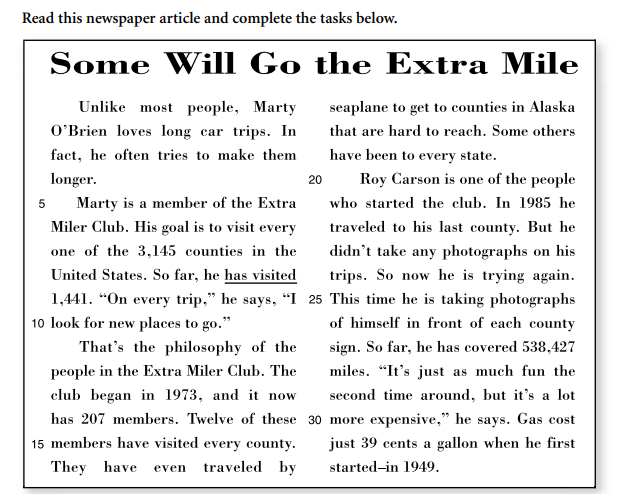 Read this newspaper article and complete the tasks below.
Some Will Go the Extra Mile
Unlike most people, Marty
O’Brien loves long car trips. In
fact, he often tries to make them
longer.
5 Marty is a member of the Extra
Miler Club. His goal is to visit every
one of the 3,145 counties in the
United States. So far, he has visited
1,441. “On every trip,” he says, “I
10 look for new places to go.”
That’s the philosophy of the
people in the Extra Miler Club. The
club began in 1973, and it now
has 207 members. Twelve of these
15 members have visited every county.
They have even traveled by
seaplane to get to counties in Alaska
that are hard to reach. Some others
have been to every state.
20 Roy Carson is one of the people
who started the club. In 1985 he
traveled to his last county. But he
didn’t take any photographs on his
trips. So now he is trying again.
25 This time he is taking photographs
of himself in front of each county
sign. So far, he has covered 538,427
miles. “It’s just as much fun the
second time around, but it’s a lot
30 more expensive,” he says. Gas cost
just 39 cents a gallon when he first
started–in 1949.